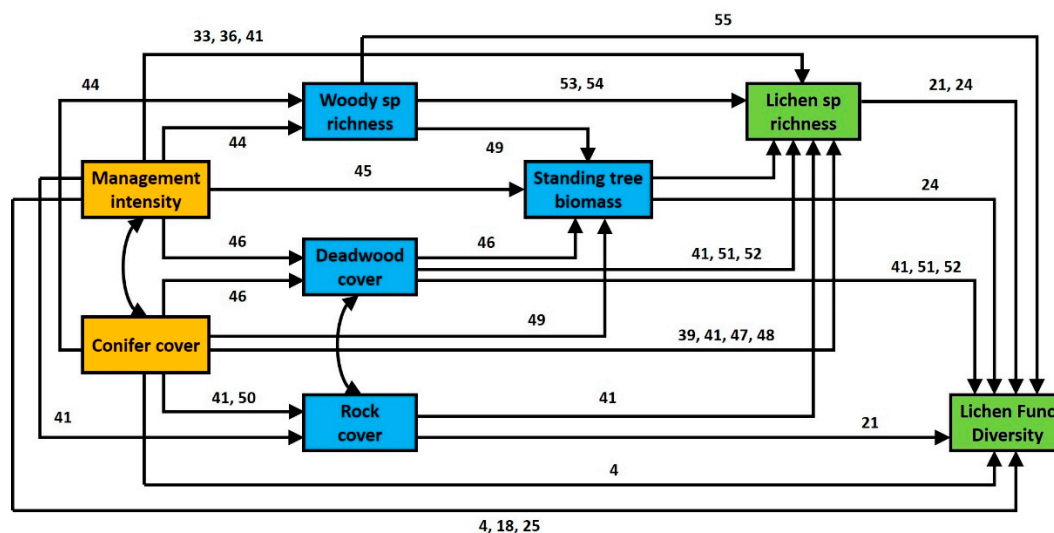 55
33, 36, 41
44
Woody sp
richness
53, 54
Lichen sp
richness
21, 24
44
49
Management
intensity
45
Standing tree
biomass
24
46
Deadwood
cover
46
41, 51, 52
41, 51, 52
46
49
Conifer cover
39, 41, 47, 48
41
41, 50
Rock
cover
41
21
Lichen Func
Diversity
4
4, 18, 25